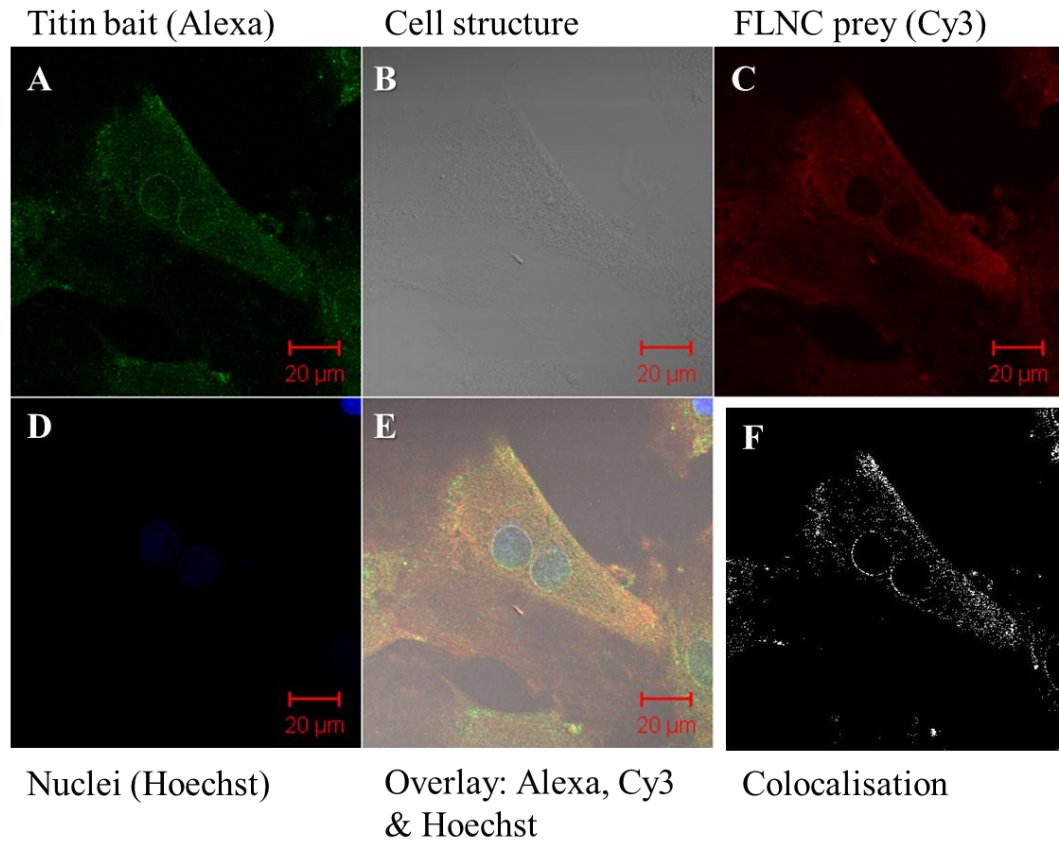 Titin bait (Alexa)
Cell structure
FLNC prey (Cy3)
A
B
C
20 µm
20 µm
20 µm
D
E
F
20 µm
20 µm
Nuclei (Hoechst)
Overlay: Alexa, Cy3
& Hoechst
Colocalisation